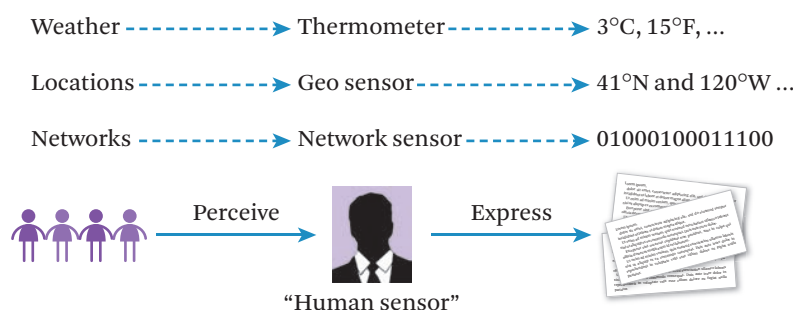 Weather Thermometer 3°C, 15°F, ...
Locations Geo sensor 41°N and 120°W ...
Networks Network sensor 01000100011100
Perceive Express
“Human sensor”